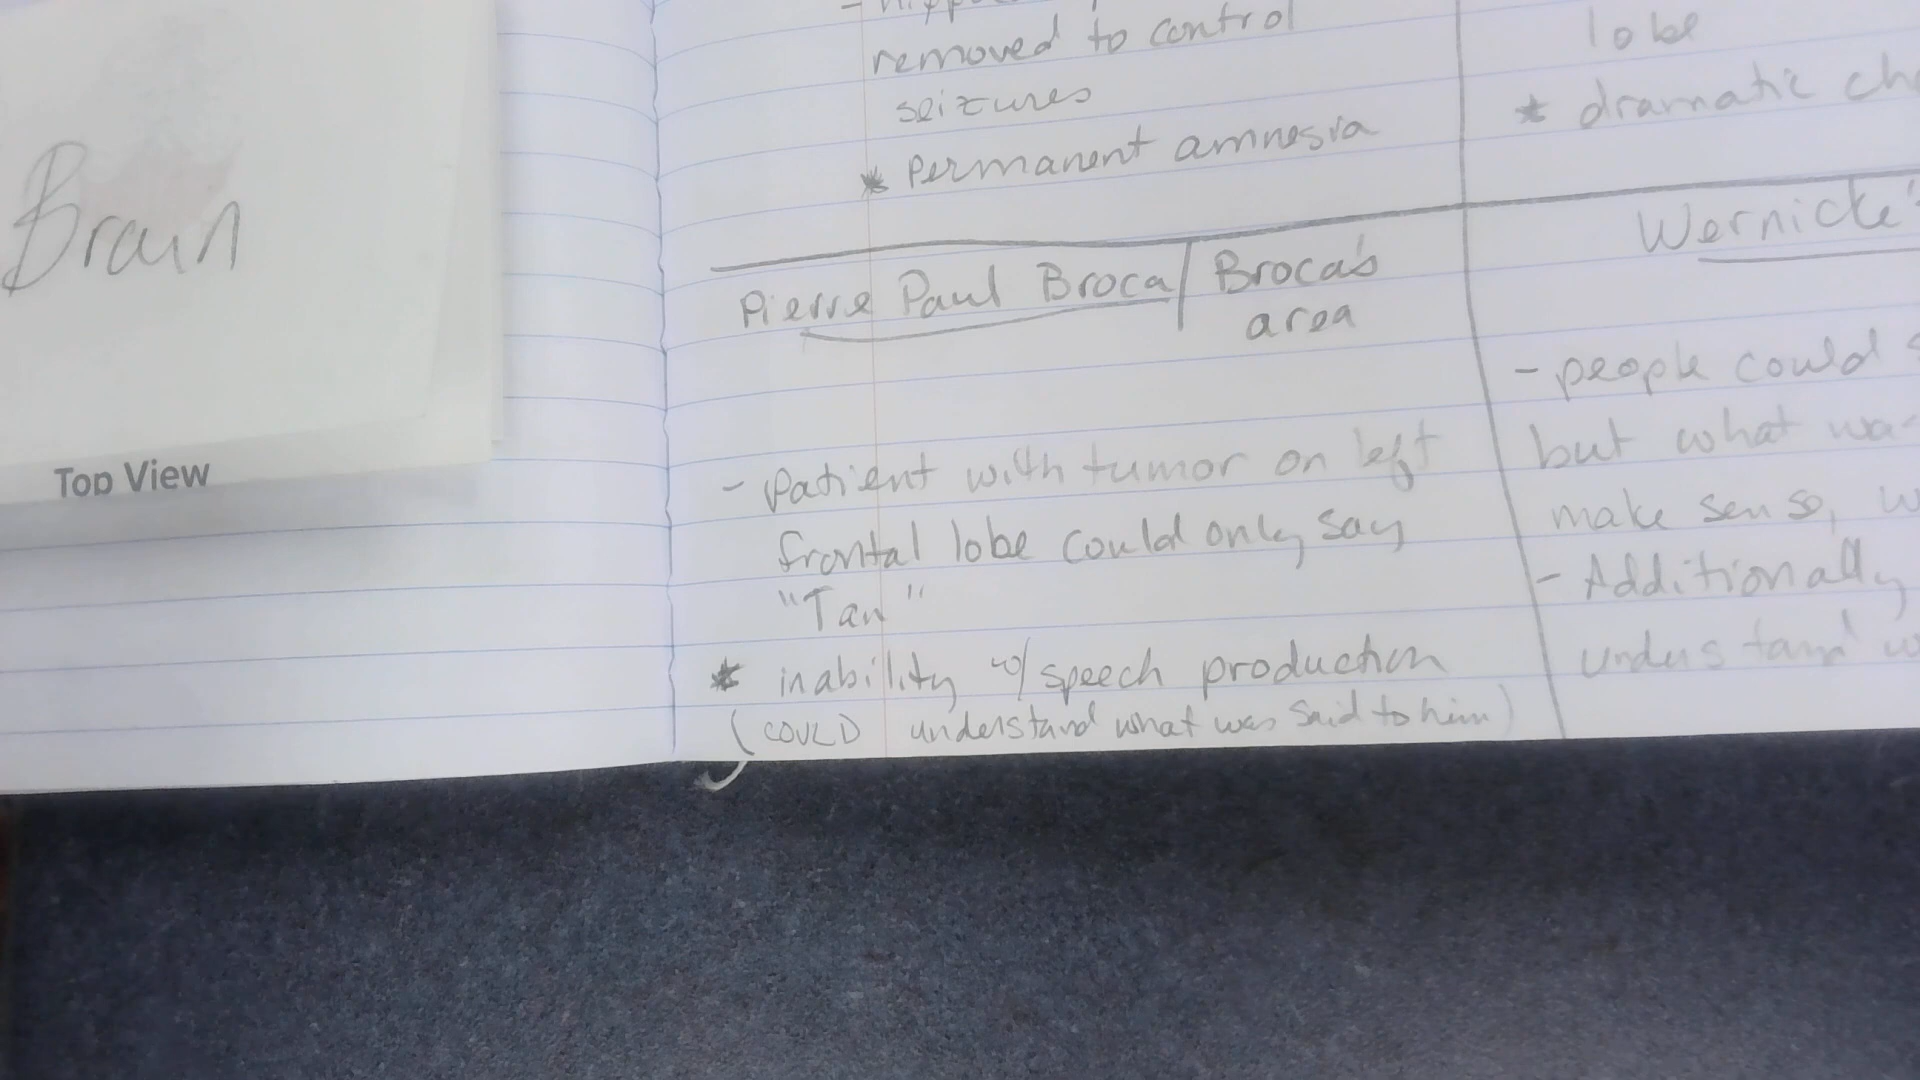 Brain
Top View
removed to control
seizures
* Permanent amnesia
Pierre Paul Broca | Broca's
area
- patient with tumor on left
frontal lobe could only say
"Tan"
* inability w/ speech production
(COULD understand what was said to him)
lobe
* dramatic
Wernicke's
- people could
but what
make sense,
- Additionally
understand